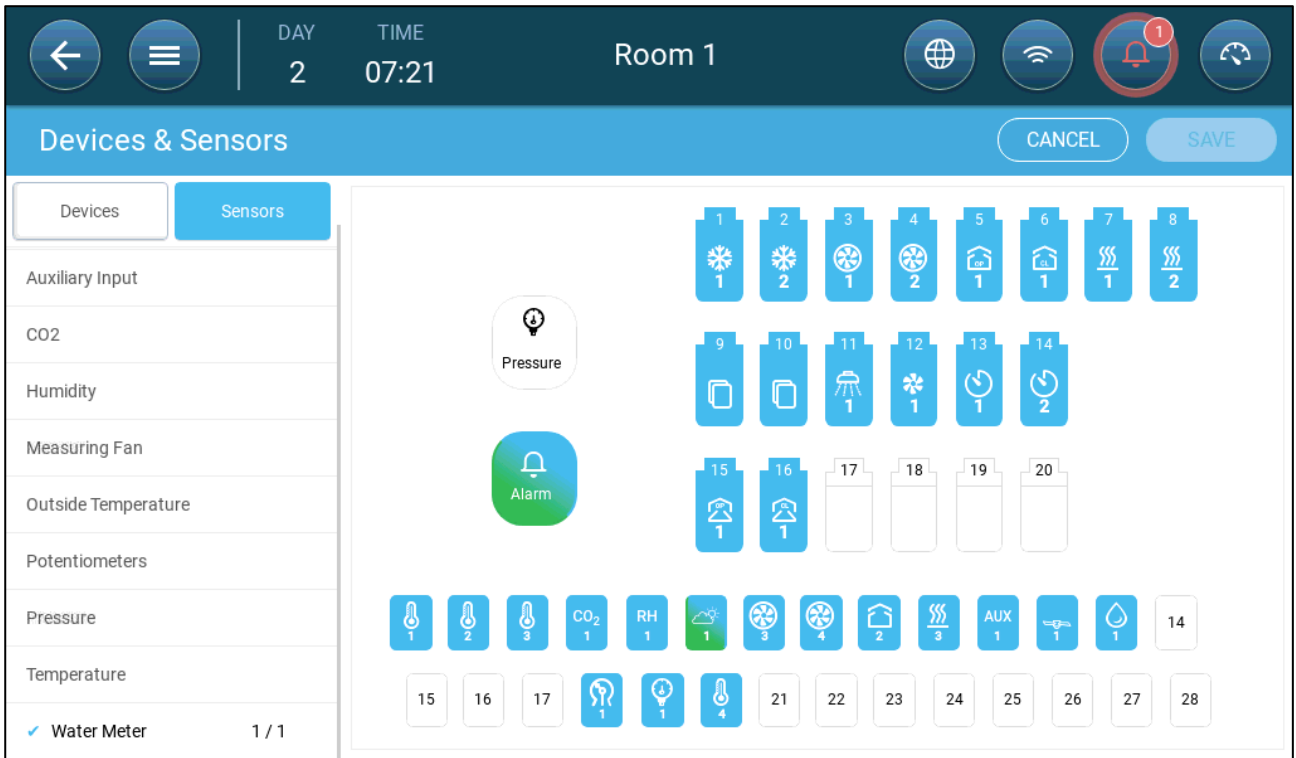 DAY TIME
2 07:21 Room 1 1
Devices & Sensors CANCEL SAVE
Devices Sensors
Auxiliary Input
CO2
Humidity
Measuring Fan
Outside Temperature
Potentiometers
Pressure
Temperature
✓ Water Meter 1 / 1
Pressure
Alarm
1 2 3 4 5 6 7 8
OP CL
1 2 1 2 1 1 1 2
9 10 11 12 13 14
1 1 1 2
15 16 17 18 19 20
OP CL
1 1
CO₂ RH AUX 14
1 2 3 1 1 1 3 4 2 3 1 1 1
15 16 17 21 22 23 24 25 26 27 28
1 1 4